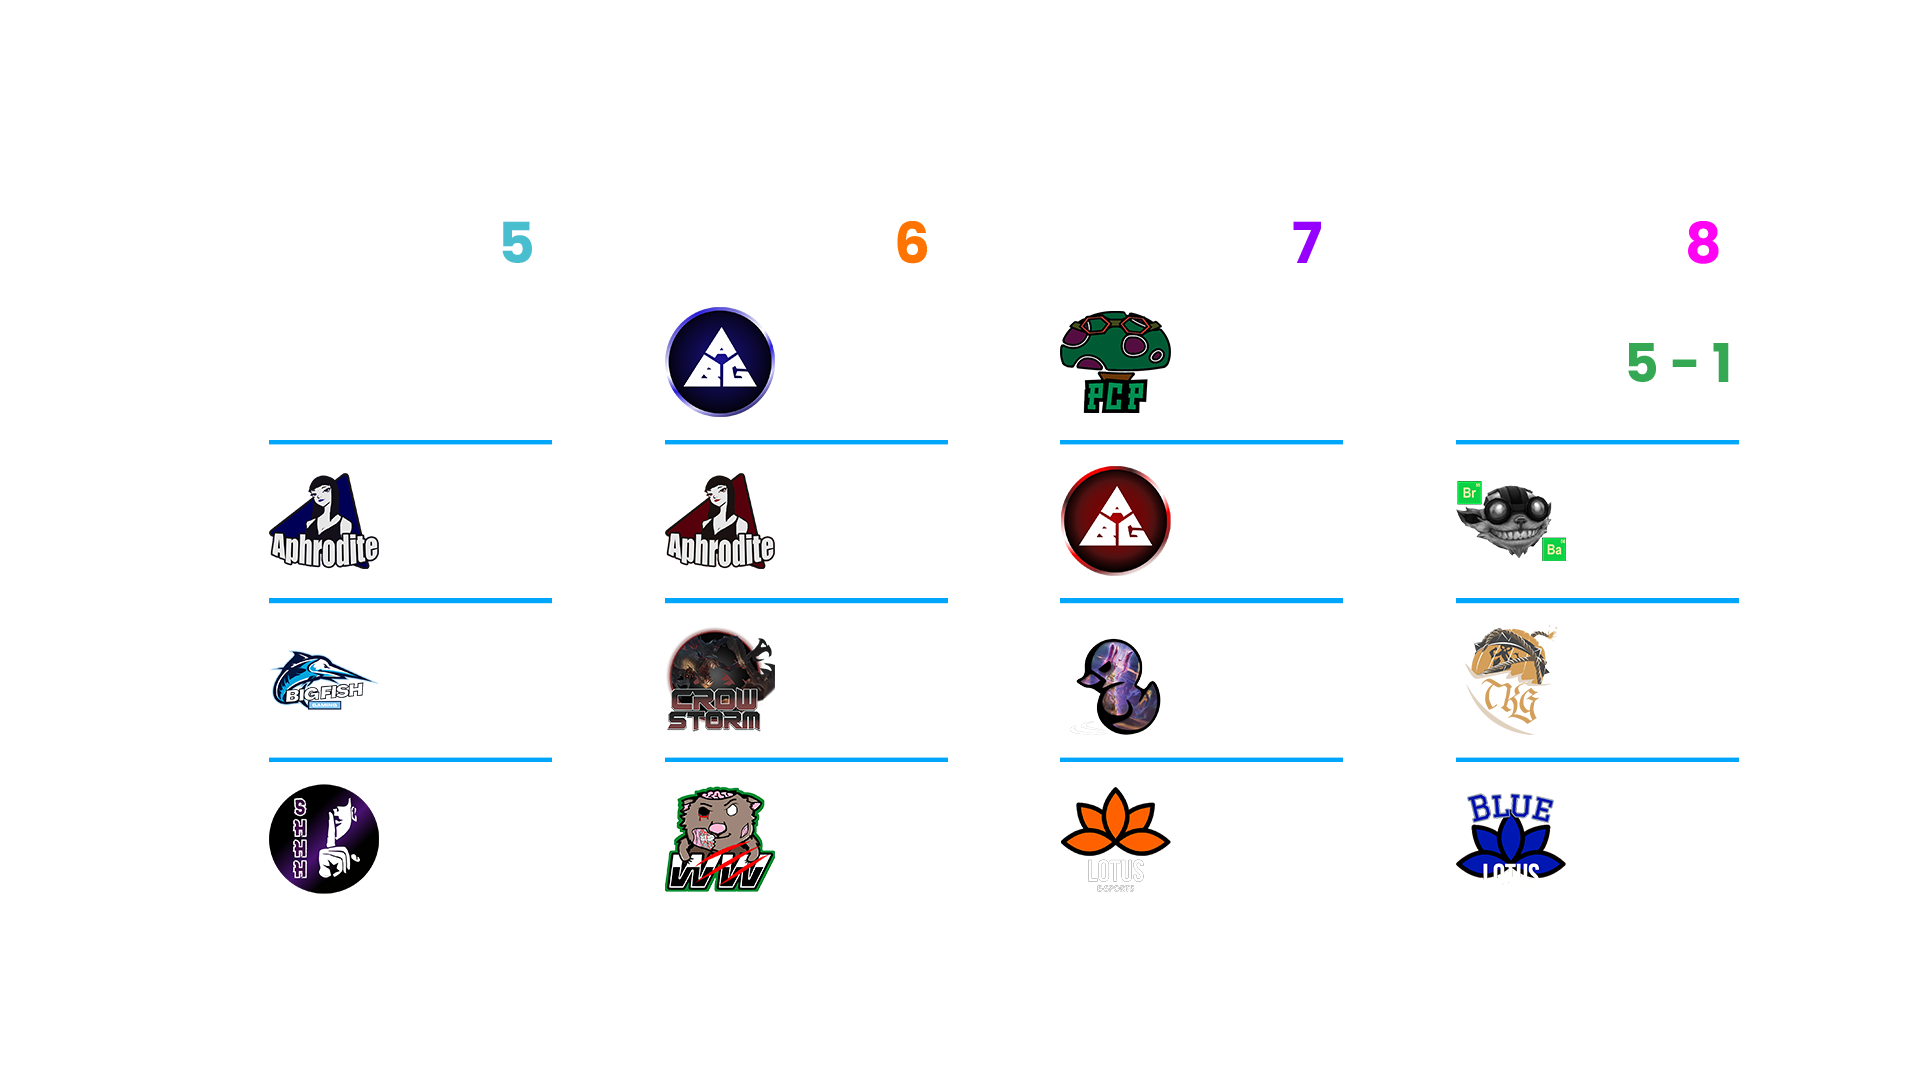 5
6
7
8
ABG
PCP
5 - 1
Aphrodite
Aphrodite
ABG
Br
Ba
BIG FISH
GAMING
CROW
STORM
TKG
SHHH
WW
LOTUS
E-SPORTS
BLUE
LOTUS